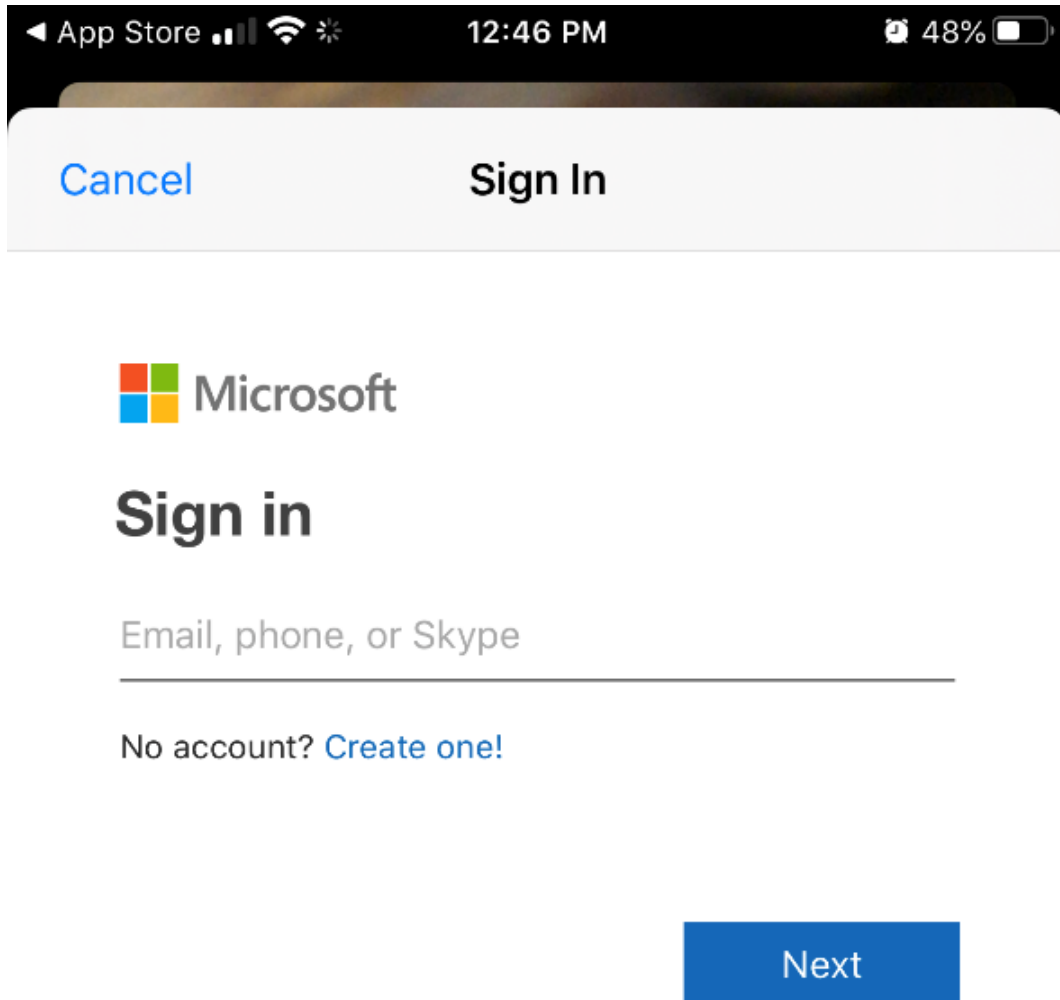 ◀ App Store 12:46 PM 48%
Cancel Sign In
Microsoft
Sign in
Email, phone, or Skype
No account? Create one!
Next